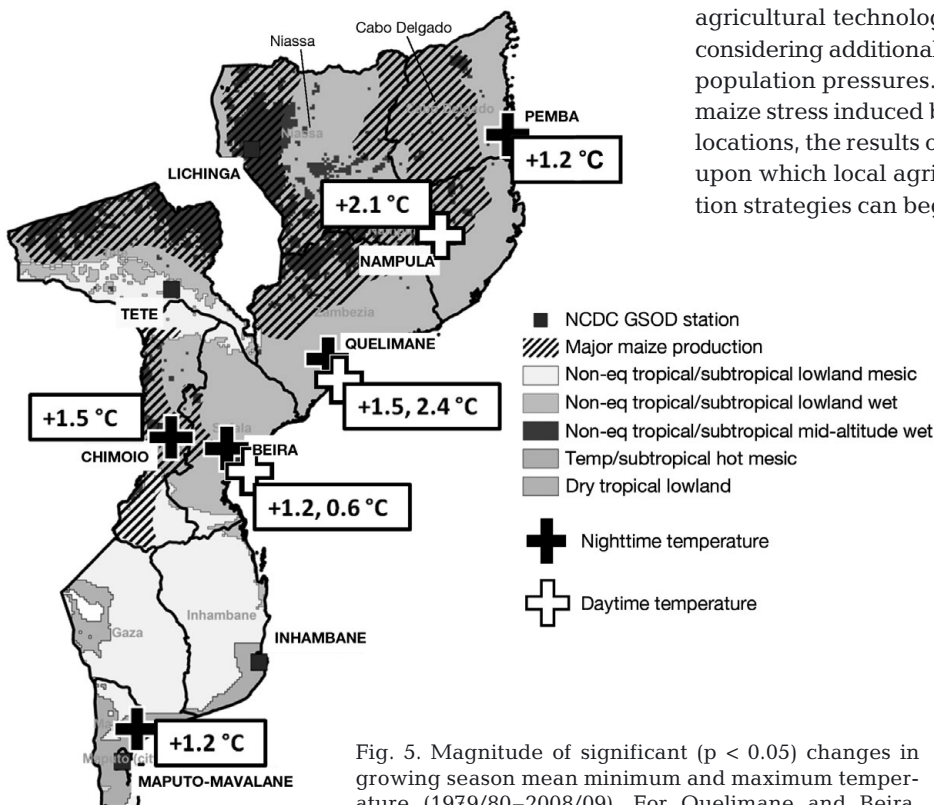 agricultural technolog
considering additional
population pressures.
maize stress induced b
locations, the results o
upon which local agri
tion strategies can beg
Cabo Delgado
Niassa
Niassa
PEMBA
+1.2 °C
LICHINGA
+2.1 °C
NAMPULA
TETE
Zambezia
QUELIMANE
+1.5, 2.4 °C
+1.5 °C
CHIMOIO
BEIRA
+1.2, 0.6 °C
Gaza
Inhambane
INHAMBANE
+1.2 °C
MAPUTO-MAVALANE
NCDC GSOD station
Major maize production
Non-eq tropical/subtropical lowland mesic
Non-eq tropical/subtropical lowland wet
Non-eq tropical/subtropical mid-altitude wet
Temp/subtropical hot mesic
Dry tropical lowland
Nighttime temperature
Daytime temperature
Fig. 5. Magnitude of significant (p < 0.05) changes in
growing season mean minimum and maximum temper-
ature (1979/80–2008/09). For Quelimane and Beira,